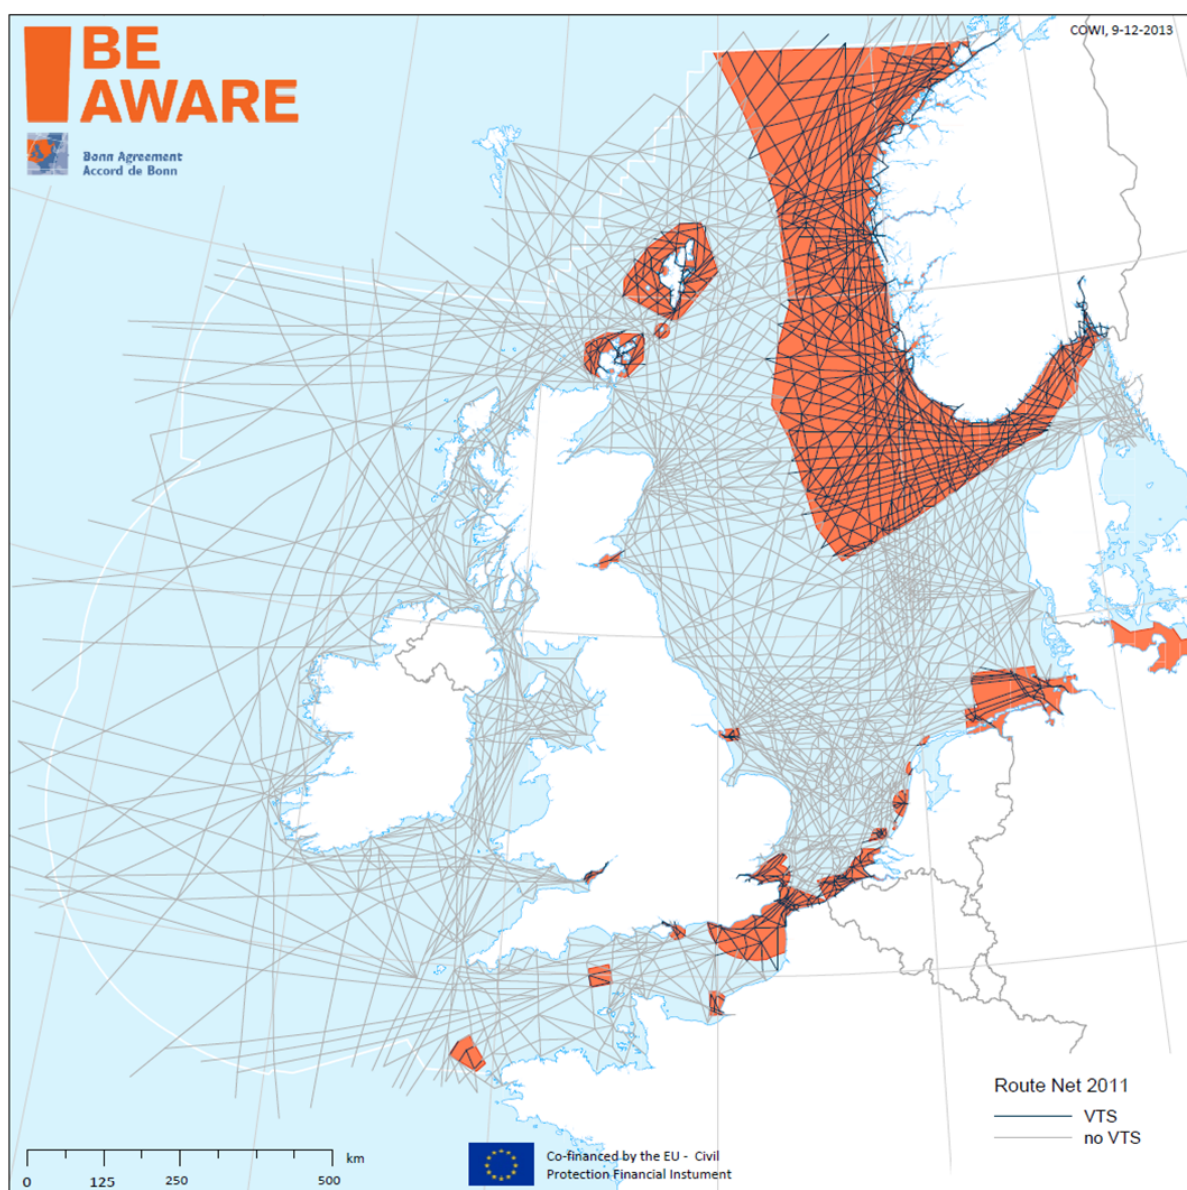 COWI, 9-12-2013
BE
AWARE
Bonn Agreement
Accord de Bonn
Route Net 2011
VTS
no VTS
km
0 125 250 500
Co-financed by the EU - Civil
Protection Financial Instument